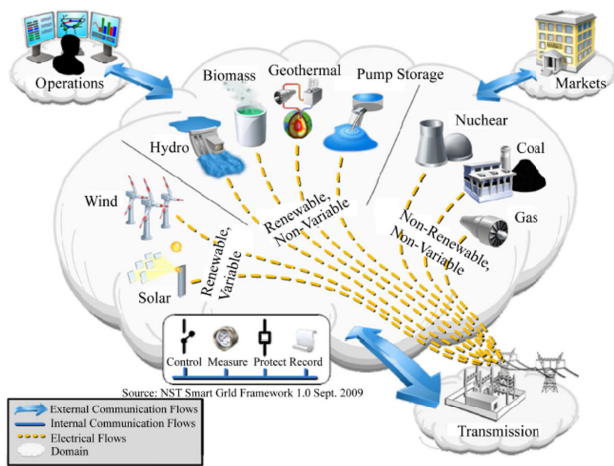 Operations
Markets
Biomass
Geothermal
Pump Storage
Nuchear
Coal
Gas
Hydro
Wind
Solar
Renewable,
Variable
Renewable,
Non-Variable
Non-Renewable,
Non-Variable
Control Measure Protect Record
Source: NST Smart Grld Framework 1.0 Sept. 2009
Transmission
External Communication Flows
Internal Communication Flows
Electrical Flows
Domain